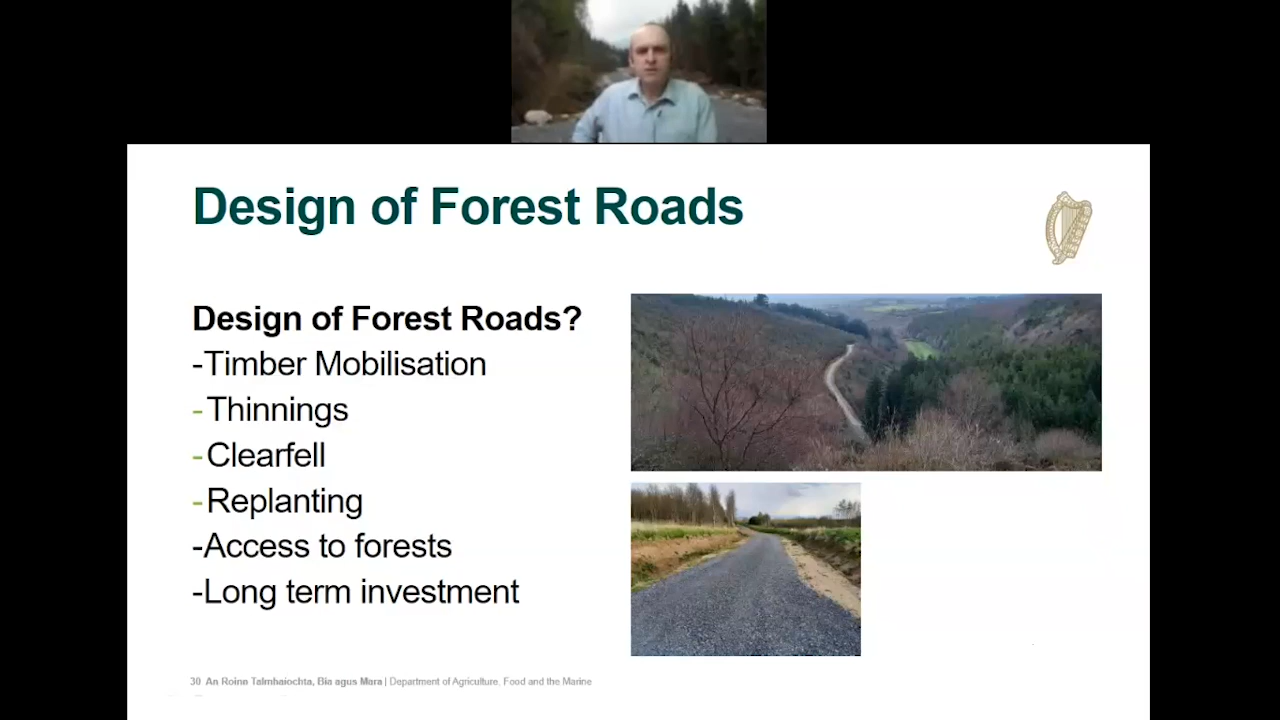 Design of Forest Roads
Design of Forest Roads?
-Timber Mobilisation
- Thinnings
- Clearfell
- Replanting
-Access to forests
-Long term investment
30 An Roinn Talmhaíochta, Bia agus Mara | Department of Agriculture, Food and the Marine